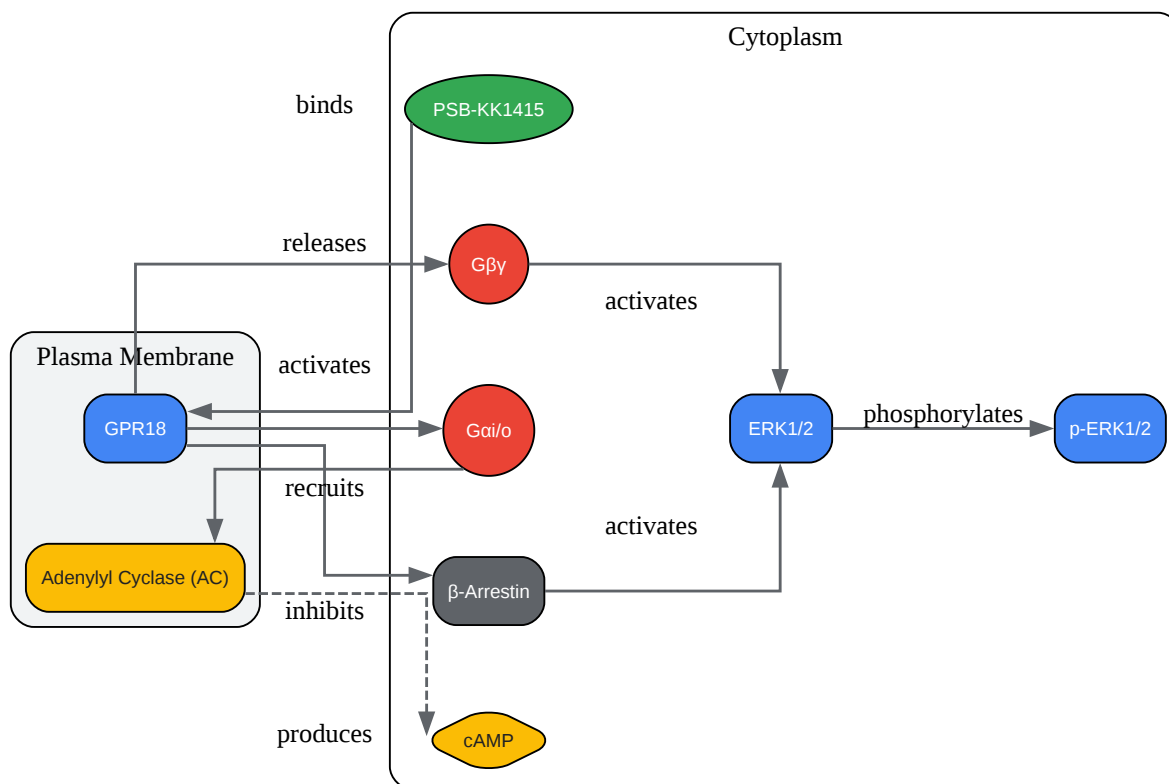 Cytoplasm
binds
PSB-KK1415
releases
Gβγ
activates
Plasma Membrane
activates
GPR18
Gαi/o
ERK1/2
phosphorylates
p-ERK1/2
recruits
activates
Adenylyl Cyclase (AC)
β-Arrestin
inhibits
produces
cAMP